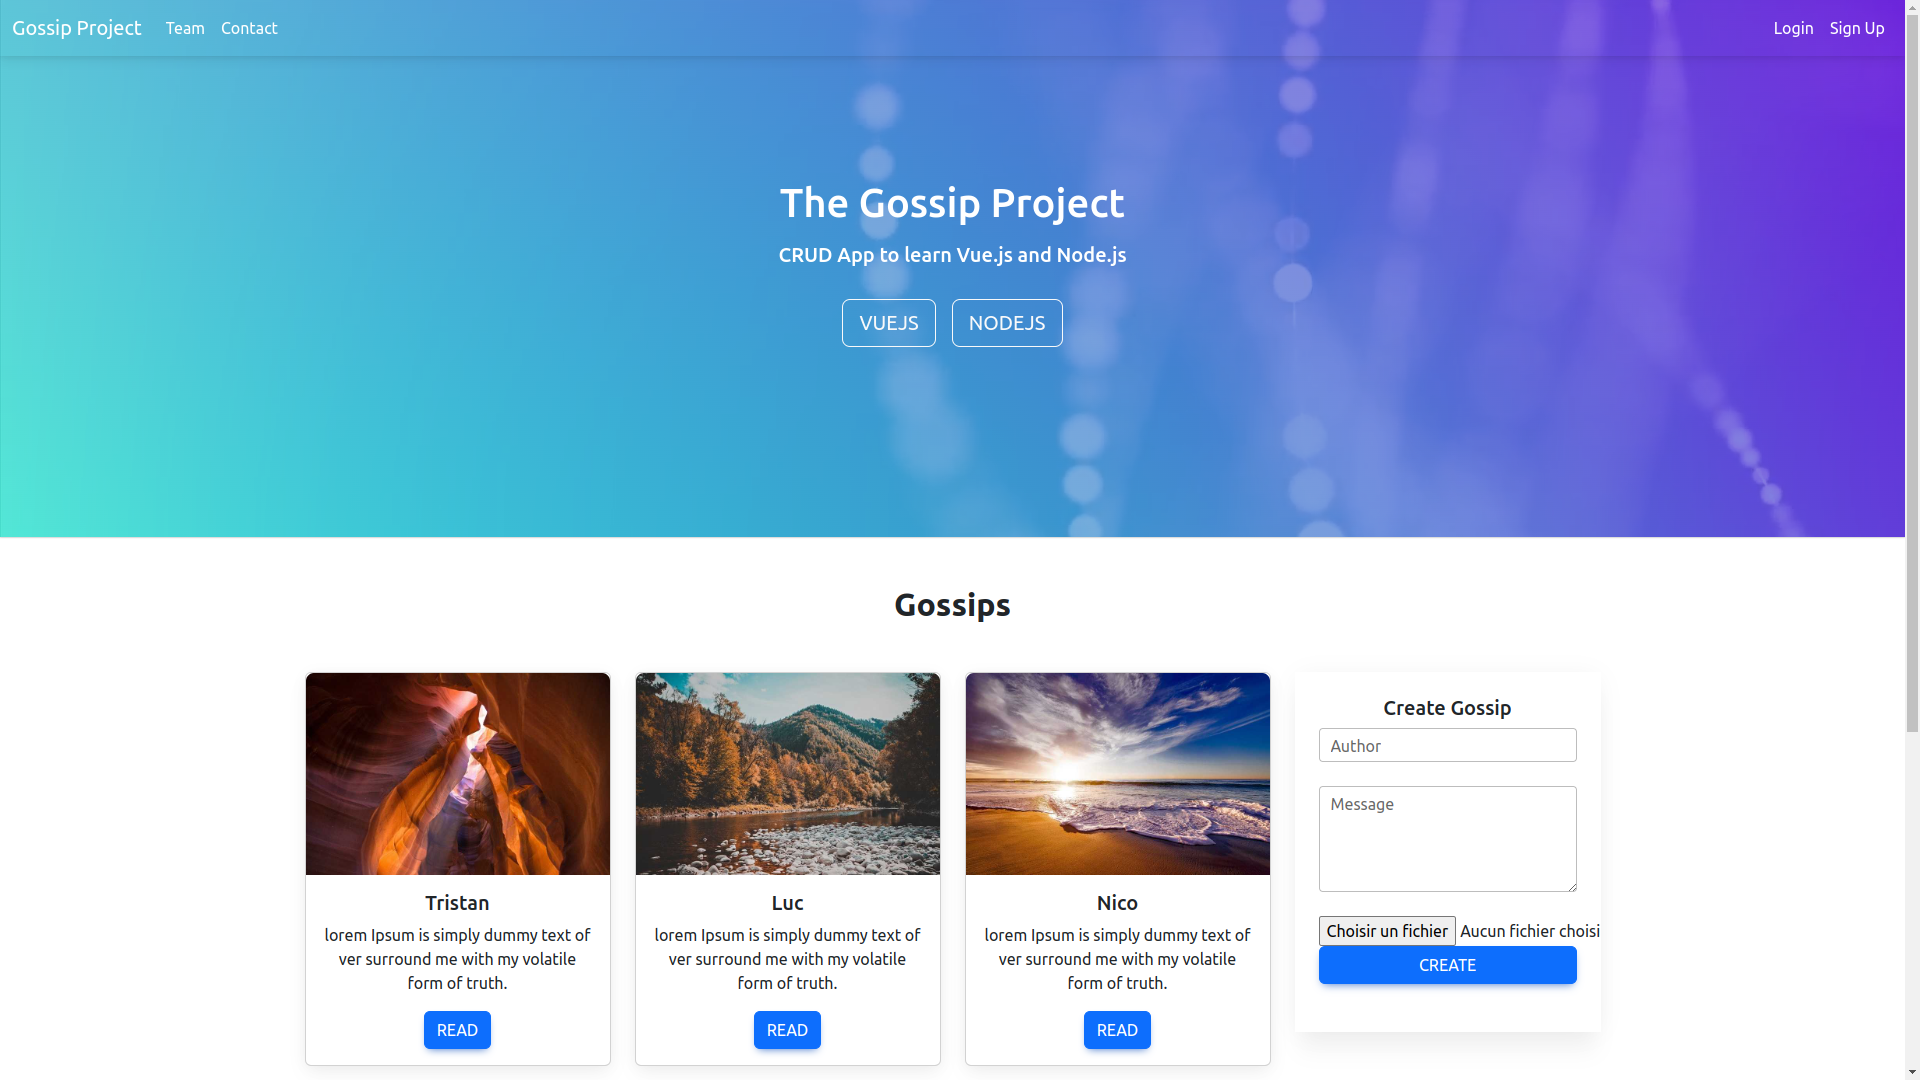 Gossip Project Team Contact Login Sign Up
The Gossip Project
CRUD App to learn Vue.js and Node.js
VUEJS NODEJS
Gossips
Tristan
lorem Ipsum is simply dummy text of
ver surround me with my volatile
form of truth.
READ
Luc
lorem Ipsum is simply dummy text of
ver surround me with my volatile
form of truth.
READ
Nico
lorem Ipsum is simply dummy text of
ver surround me with my volatile
form of truth.
READ
Create Gossip
Author
Message
Choisir un fichier Aucun fichier choisi
CREATE